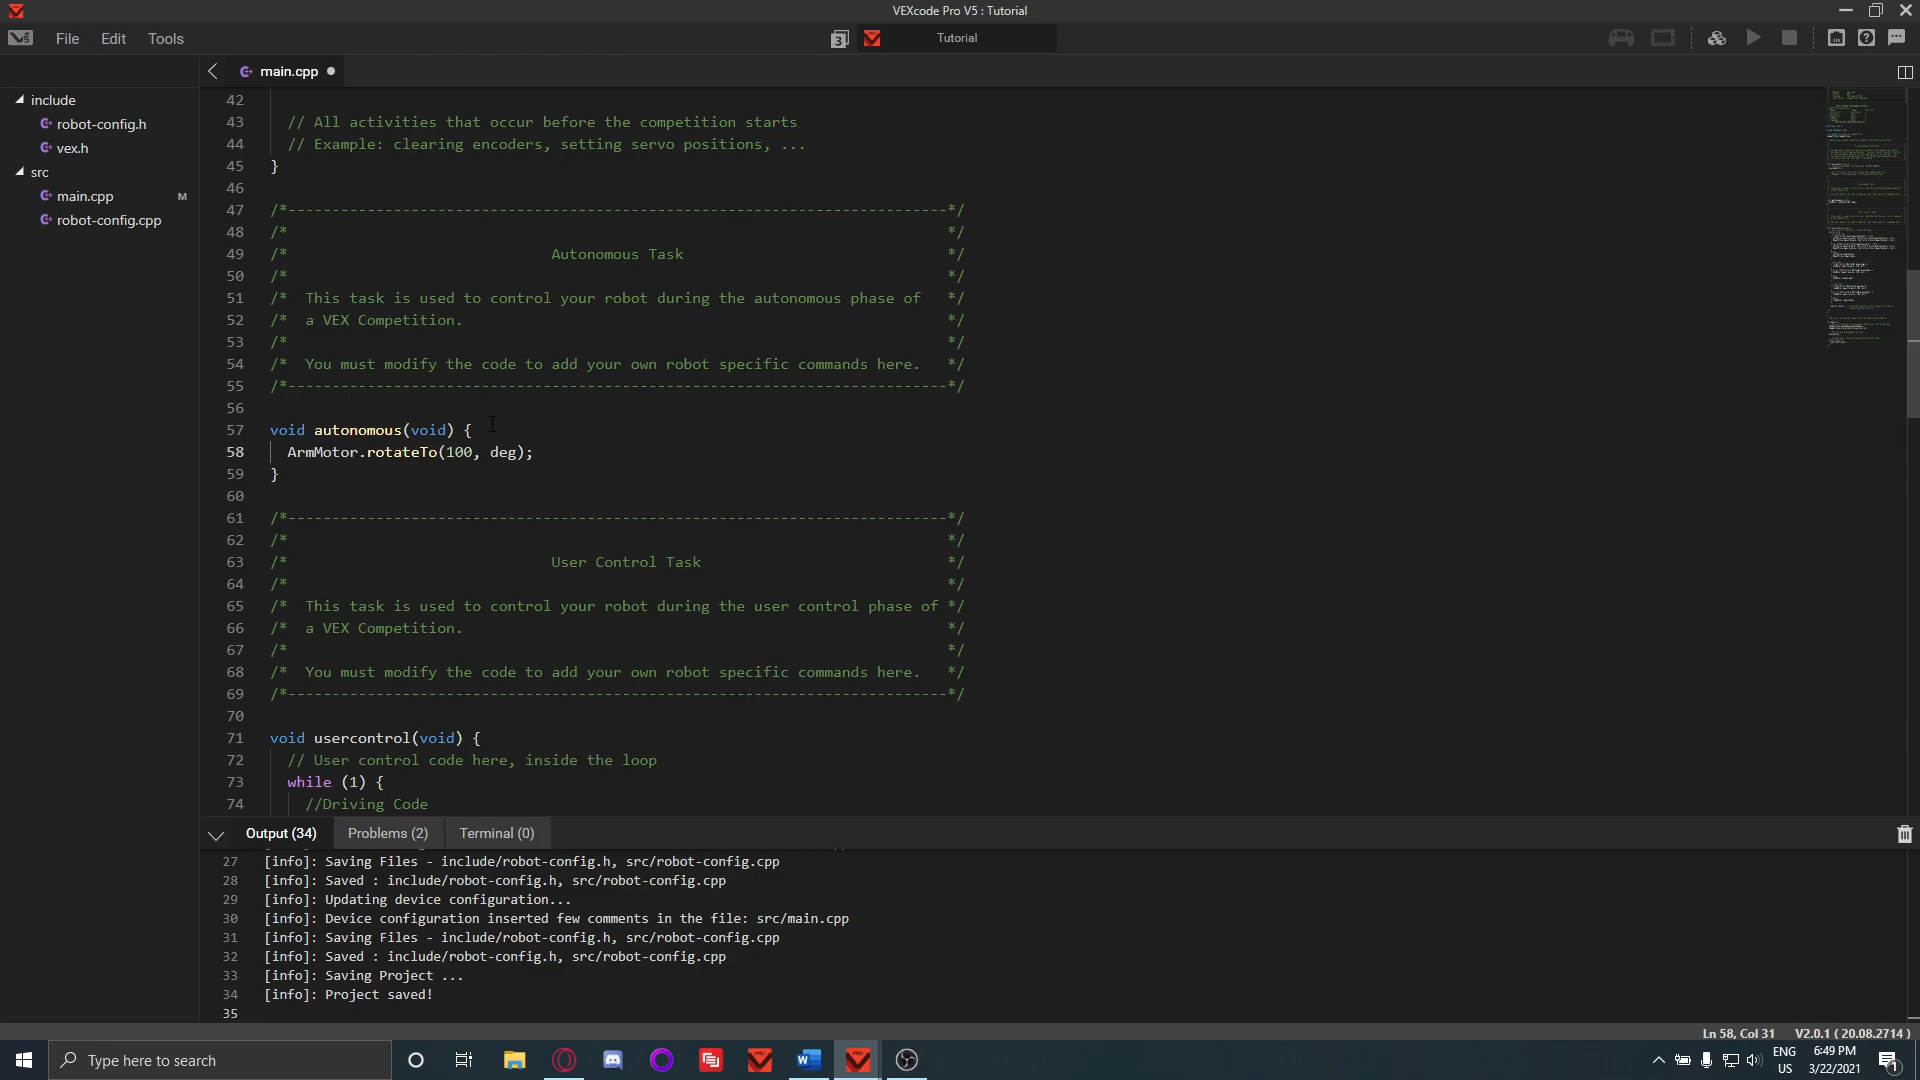 VEXcode Pro V5 : Tutorial
File Edit Tools
3 Tutorial
main.cpp
include
robot-config.h
vex.h
src
main.cpp M
robot-config.cpp
42
43 // All activities that occur before the competition starts
44 // Example: clearing encoders, setting servo positions, ...
45 }
46
47 /*---------------------------------------------------------------------------*/
48 /* */
49 /* Autonomous Task */
50 /* */
51 /* This task is used to control your robot during the autonomous phase of */
52 /* a VEX Competition. */
53 /* */
54 /* You must modify the code to add your own robot specific commands here. */
55 /*---------------------------------------------------------------------------*/
56
57 void autonomous(void) {
58 ArmMotor.rotateTo(100, deg);
59 }
60
61 /*---------------------------------------------------------------------------*/
62 /* */
63 /* User Control Task */
64 /* */
65 /* This task is used to control your robot during the user control phase of */
66 /* a VEX Competition. */
67 /* */
68 /* You must modify the code to add your own robot specific commands here. */
69 /*---------------------------------------------------------------------------*/
70
71 void usercontrol(void) {
72 // User control code here, inside the loop
73 while (1) {
74 //Driving Code
Output (34) Problems (2) Terminal (0)
27 [info]: Saving Files - include/robot-config.h, src/robot-config.cpp
28 [info]: Saved : include/robot-config.h, src/robot-config.cpp
29 [info]: Updating device configuration...
30 [info]: Device configuration inserted few comments in the file: src/main.cpp
31 [info]: Saving Files - include/robot-config.h, src/robot-config.cpp
32 [info]: Saved : include/robot-config.h, src/robot-config.cpp
33 [info]: Saving Project ...
34 [info]: Project saved!
35
Ln 58, Col 31 V2.0.1 ( 20.08.2714 )
Type here to search
ENG
US
6:49 PM
3/22/2021
1